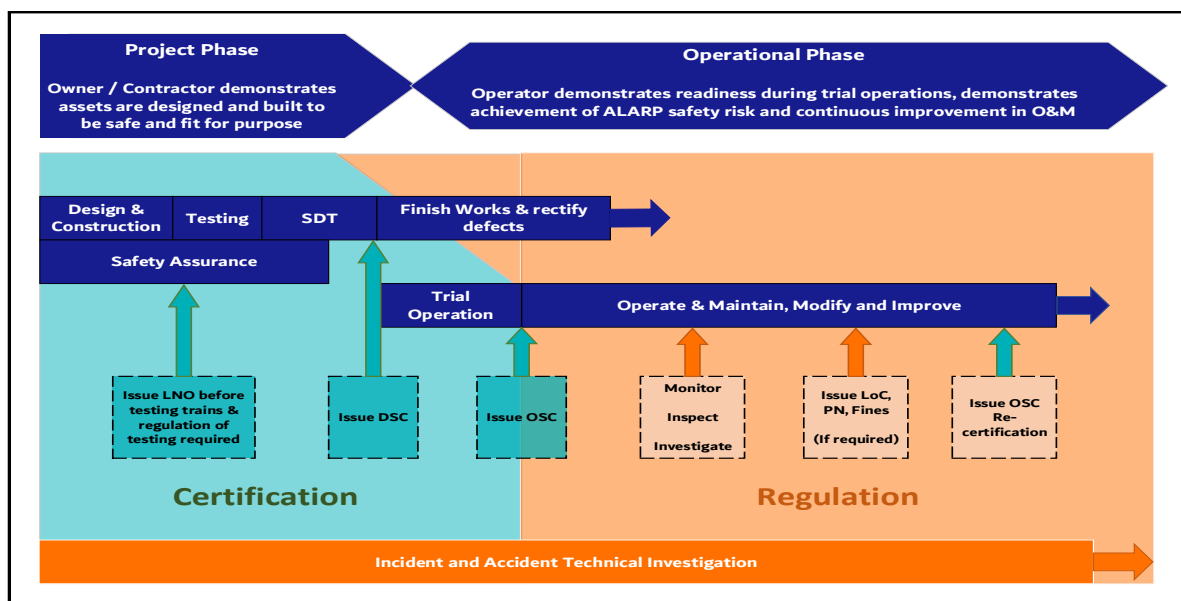 Project Phase
Owner / Contractor demonstrates
assets are designed and built to
be safe and fit for purpose
Operational Phase
Operator demonstrates readiness during trial operations, demonstrates
achievement of ALARP safety risk and continuous improvement in O&M
Design &
Construction
Testing
SDT
Finish Works & rectify
defects
Safety Assurance
Trial
Operation
Operate & Maintain, Modify and Improve
Issue LNO before
testing trains &
regulation of
testing required
Issue DSC
Issue OSC
Monitor
Inspect
Investigate
Issue LoC,
PN, Fines
(If required)
Issue OSC
Re-
certification
Certification
Regulation
Incident and Accident Technical Investigation